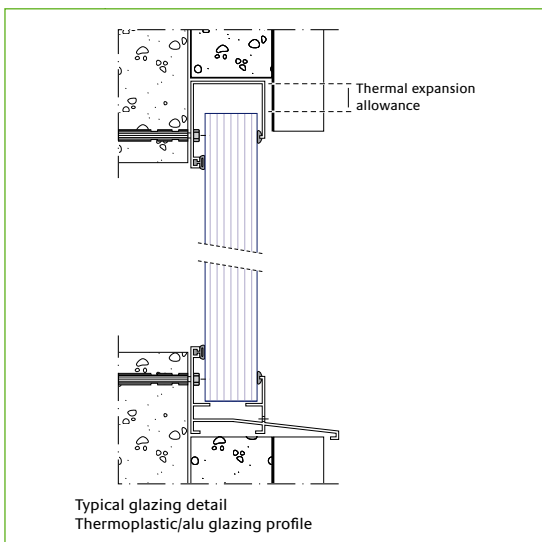 Thermal expansion
allowance
Typical glazing detail
Thermoplastic/alu glazing profile